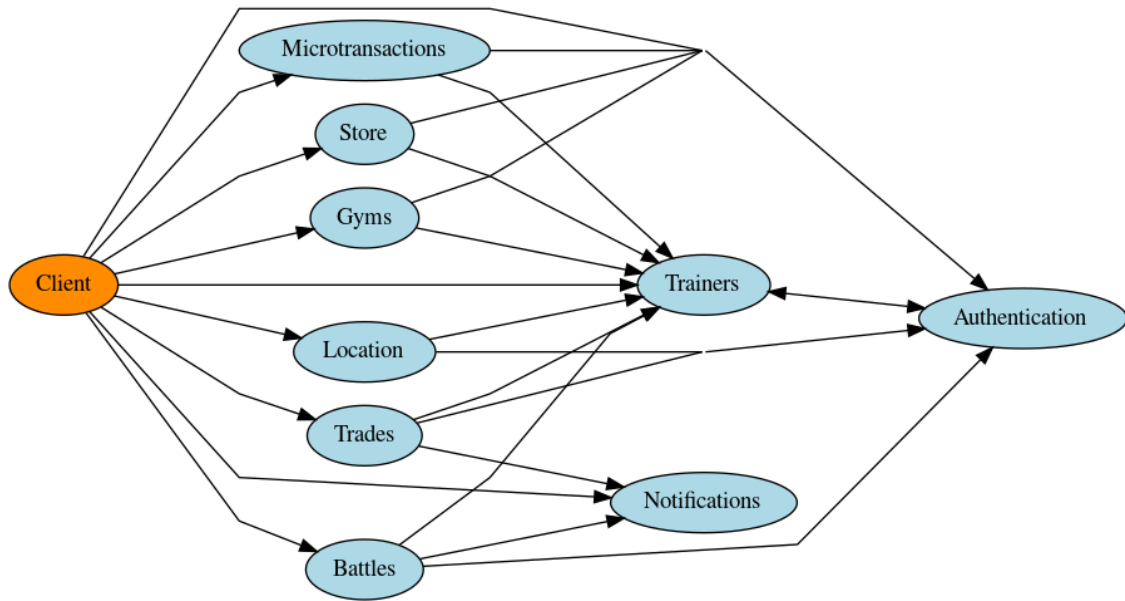 Microtransactions
Store
Gyms
Client
Trainers
Authentication
Location
Trades
Notifications
Battles